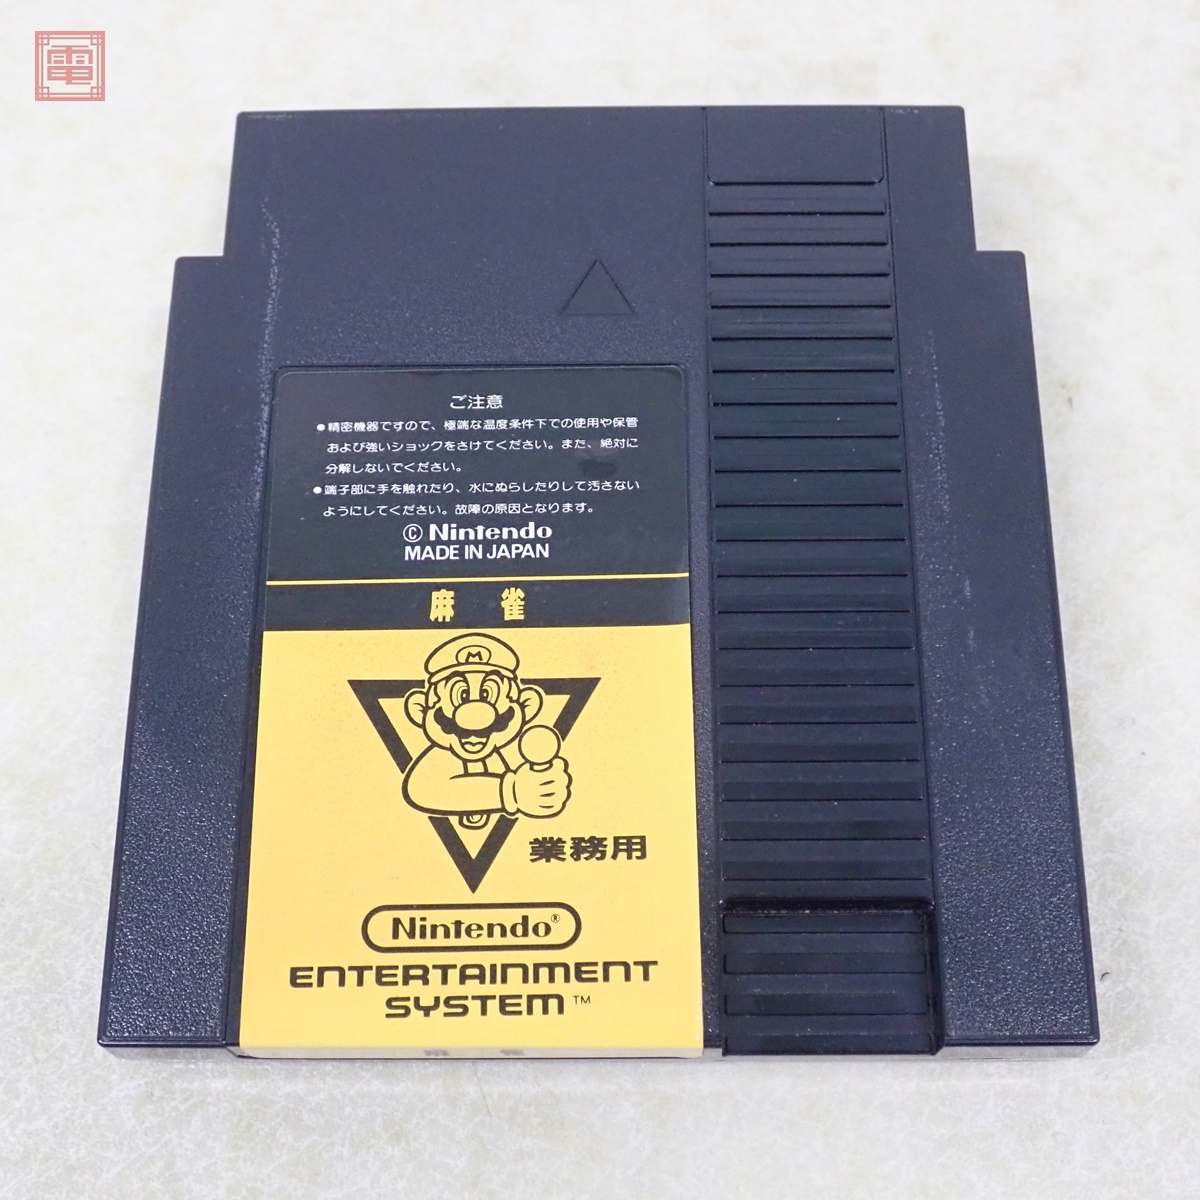 電
ご注意
●精密機器ですので、極端な温度条件下での使用や保管
および強いショックをさけてください。また、絶対に
分解しないでください。
●端子部に手を触れたり、水にぬらしたりして汚さない
ようにしてください。故障の原因となります。
© Nintendo
MADE IN JAPAN
麻 雀
M
業務用
Nintendo®
ENTERTAINMENT
SYSTEM™
麻 雀